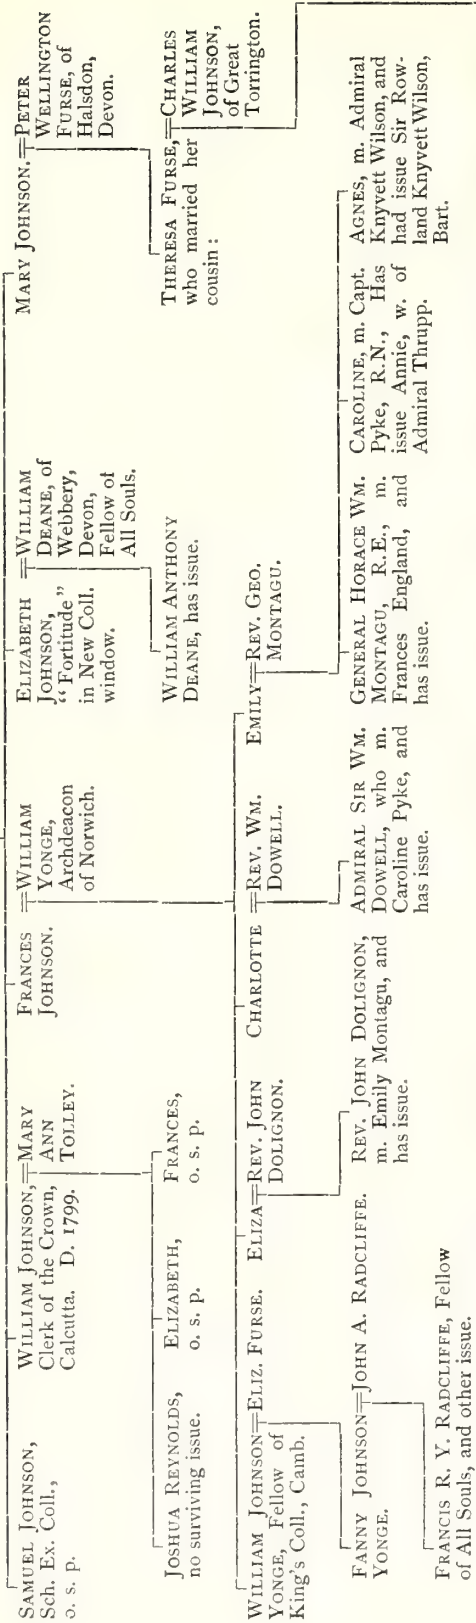 SAMUEL JOHNSON,
Sch. Ex. Coll.,
o. s. p.
WILLIAM JOHNSON,=MARY
Clerk of the Crown, ANN
Calcutta. D. 1799. TOLLEY.
FRANCES =WILLIAM
JOHNSON. YONGE,
Archdeacon
of Norwich.
ELIZABETH =WILLIAM
JOHNSON, DEANE, of
"Fortitude" Webbery,
in New Coll. Devon,
window. Fellow of
All Souls.
MARY JOHNSON.=PETER
WELLINGTON
FURSE, of
Halsdon,
Devon.
JOSHUA REYNOLDS,
no surviving issue.
ELIZABETH,
o. s. p.
FRANCES,
o. s. p.
WILLIAM ANTHONY
DEANE, has issue.
THERESA FURSE,=CHARLES
who married her WILLIAM
cousin: JOHNSON,
of Great
Torrington.
WILLIAM JOHNSON=ELIZ. FURSE.
YONGE, Fellow of
King's Coll., Camb.
ELIZA=REV. JOHN
DOLIGNON.
CHARLOTTE =REV. WM.
DOWELL.
EMILY=REV. GEO.
MONTAGU.
FANNY JOHNSON=JOHN A. RADCLIFFE.
YONGE.
REV. JOHN DOLIGNON,
m. Emily Montagu, and
has issue.
ADMIRAL SIR WM.
DOWELL, who m.
Caroline Pyke, and
has issue.
GENERAL HORACE WM.
MONTAGU, R.E., m.
Frances England, and
has issue.
CAROLINE, m. Capt.
Pyke, R.N., Has
issue Annie, w. of
Admiral Thrupp.
AGNES, m. Admiral
Knyvett Wilson, and
had issue Sir Row-
land Knyvett Wilson,
Bart.
FRANCIS R. Y. RADCLIFFE, Fellow
of All Souls, and other issue.